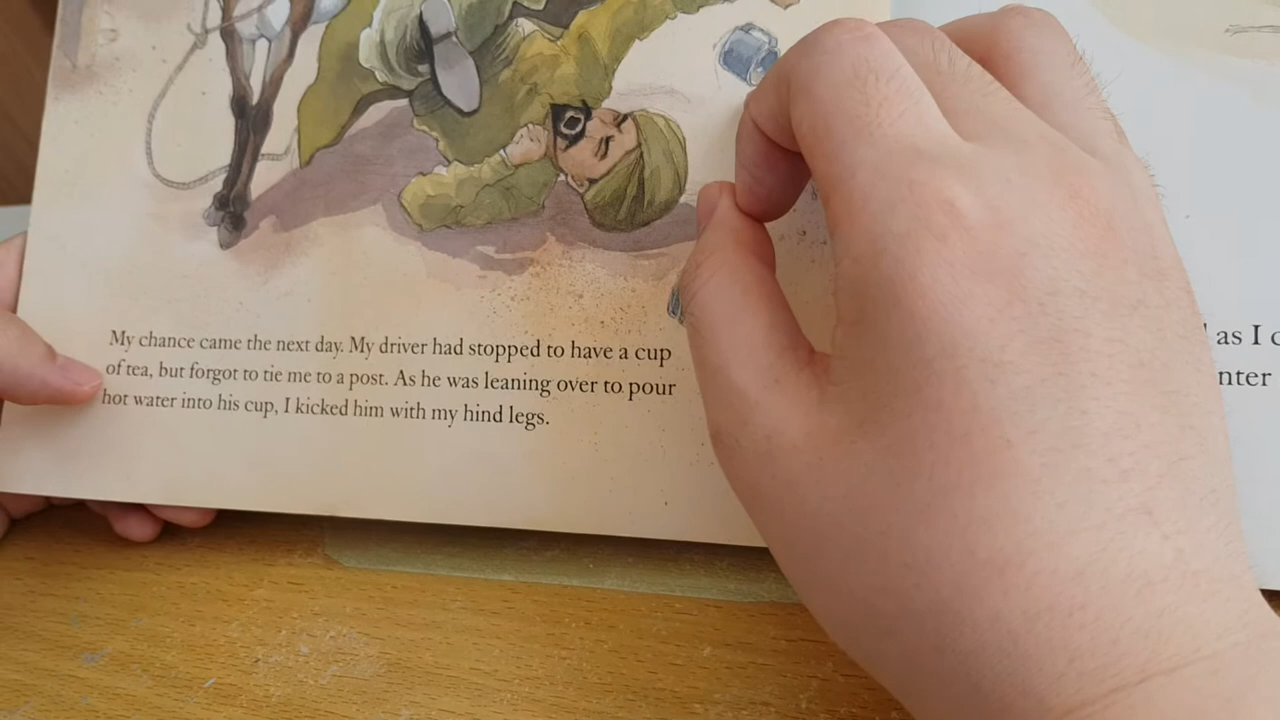 My chance came the next day. My driver had stopped to have a cup
of tea, but forgot to tie me to a post. As he was leaning over to pour
hot water into his cup, I kicked him with my hind legs.
as I